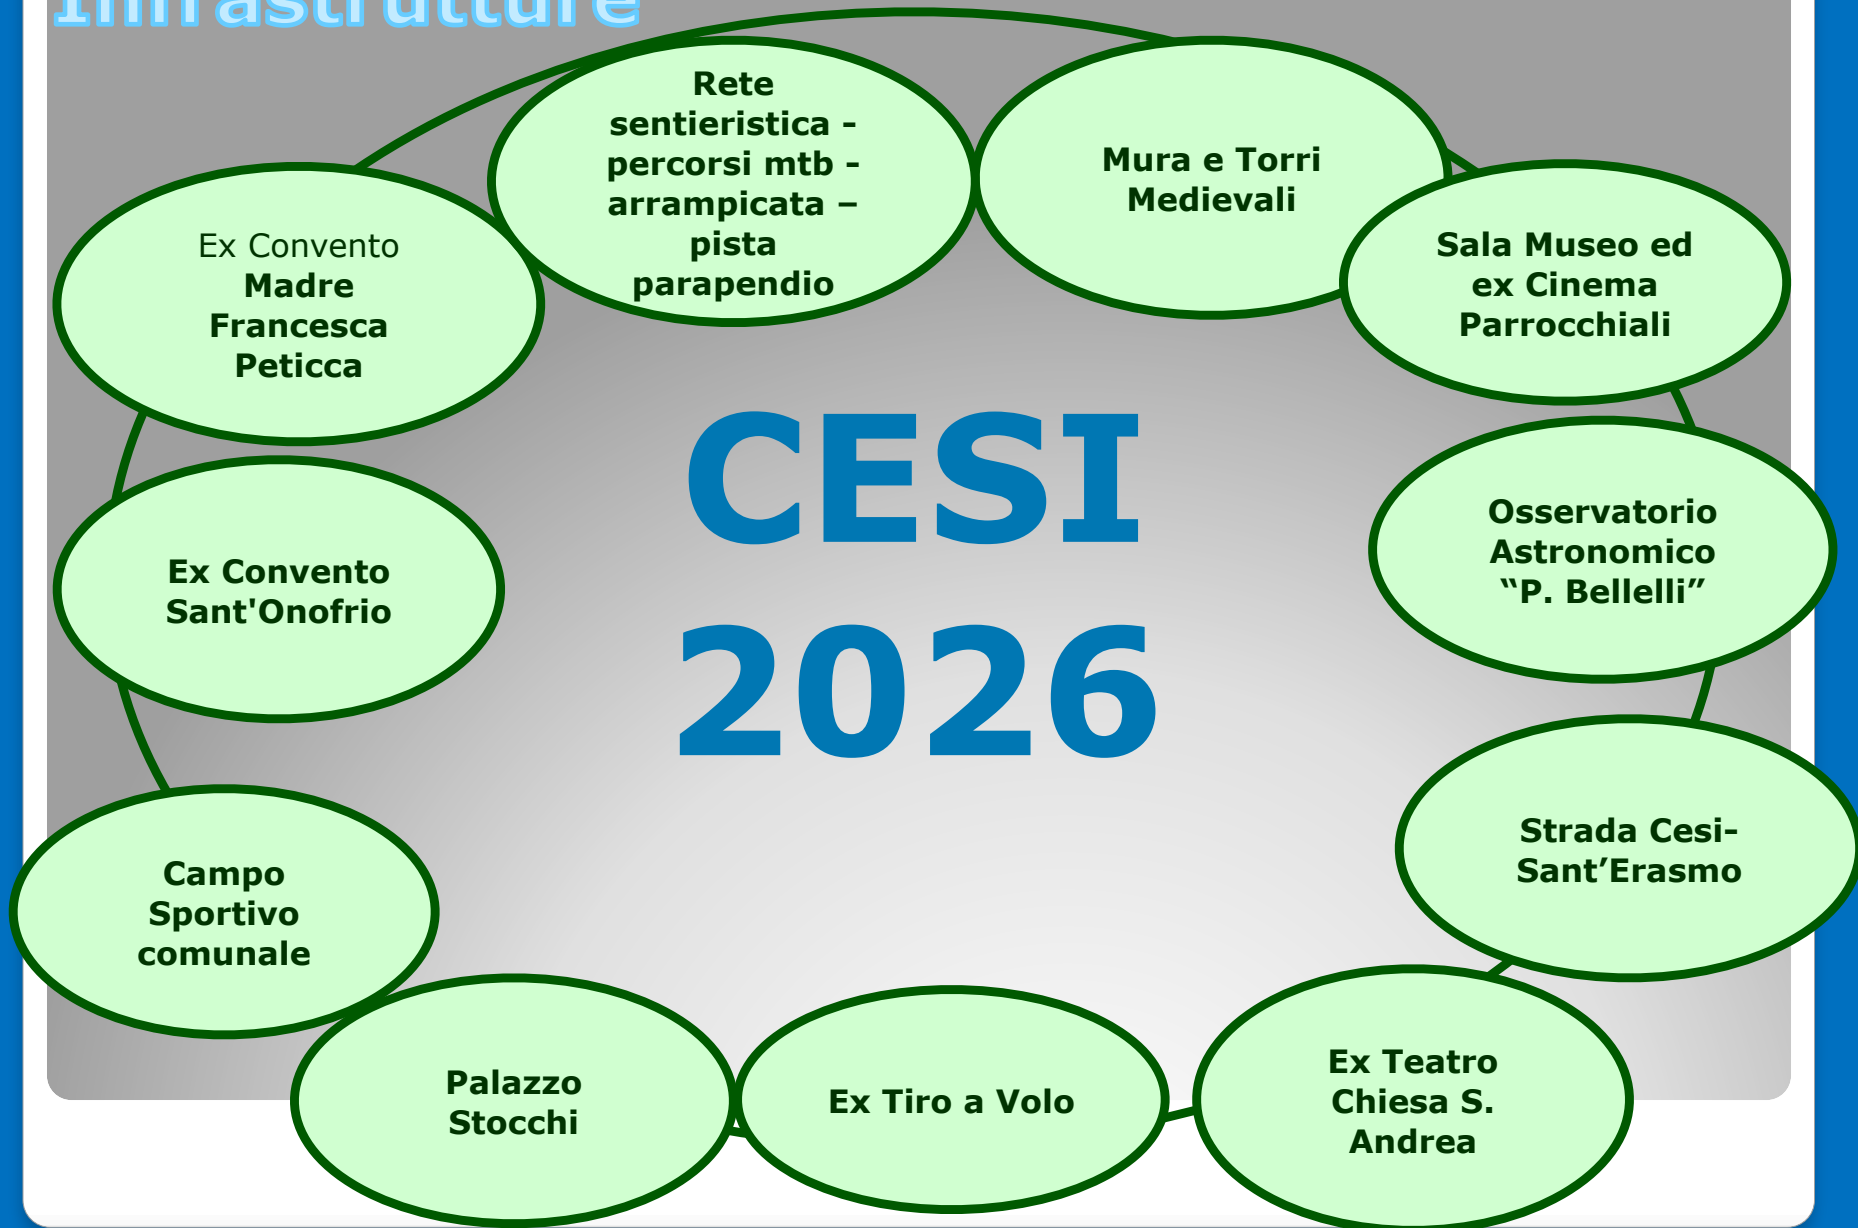 Infrastrutture
Rete
sentieristica -
percorsi mtb -
arrampicata –
pista
parapendio
Mura e Torri
Medievali
Sala Museo ed
ex Cinema
Parrocchiali
Ex Convento
Madre
Francesca
Peticca
CESI
2026
Osservatorio
Astronomico
“P. Bellelli”
Ex Convento
Sant'Onofrio
Strada Cesi-
Sant’Erasmo
Campo
Sportivo
comunale
Palazzo
Stocchi
Ex Tiro a Volo
Ex Teatro
Chiesa S.
Andrea